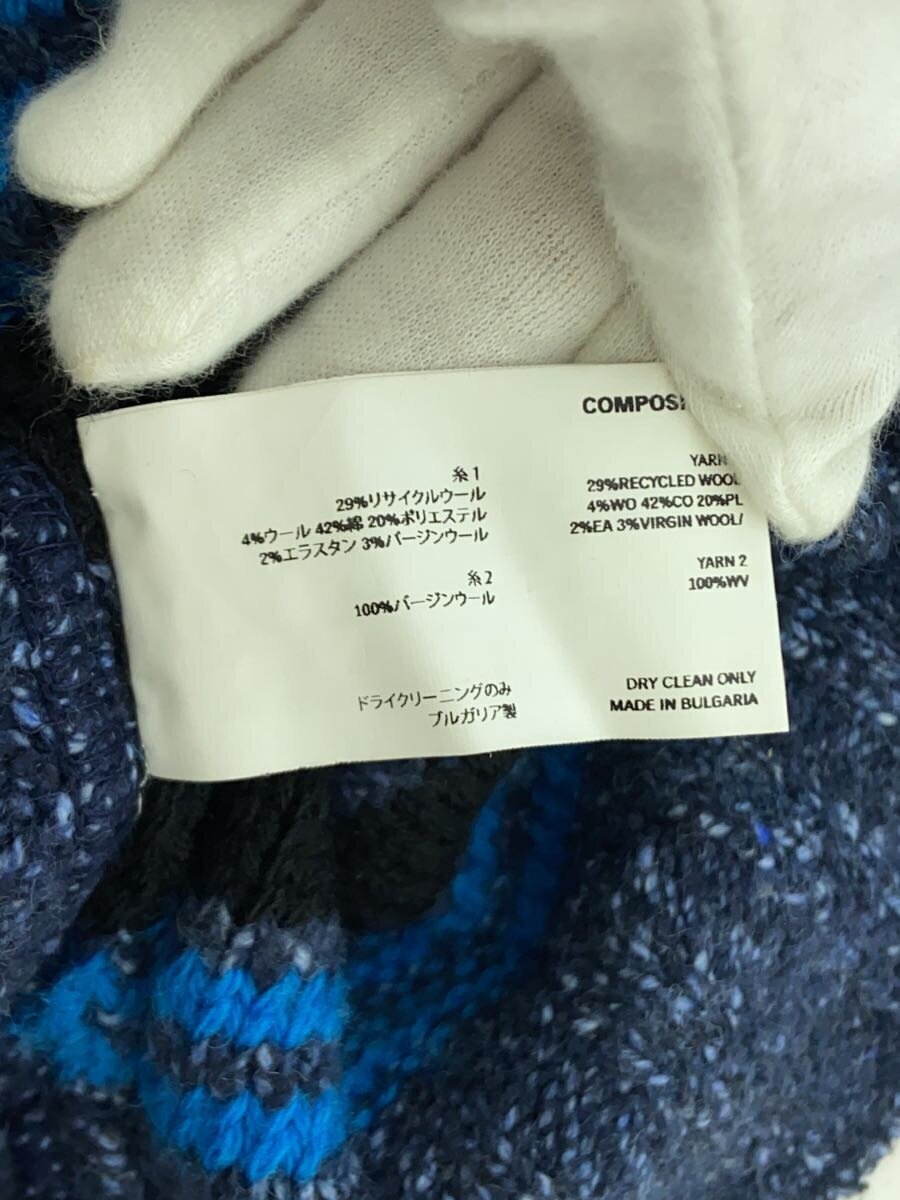 COMPOSI
糸1
29%リサイクルウール
4%ウール 42%綿 20%ポリエステル
2%エラスタン 3%バージンウール
糸2
100%バージンウール
ドライクリーニングのみ
ブルガリア製
YARN
29%RECYCLED WOOL
4%WO 42%CO 20%PL
2%EA 3%VIRGIN WOOL/
YARN 2
100%WV
DRY CLEAN ONLY
MADE IN BULGARIA